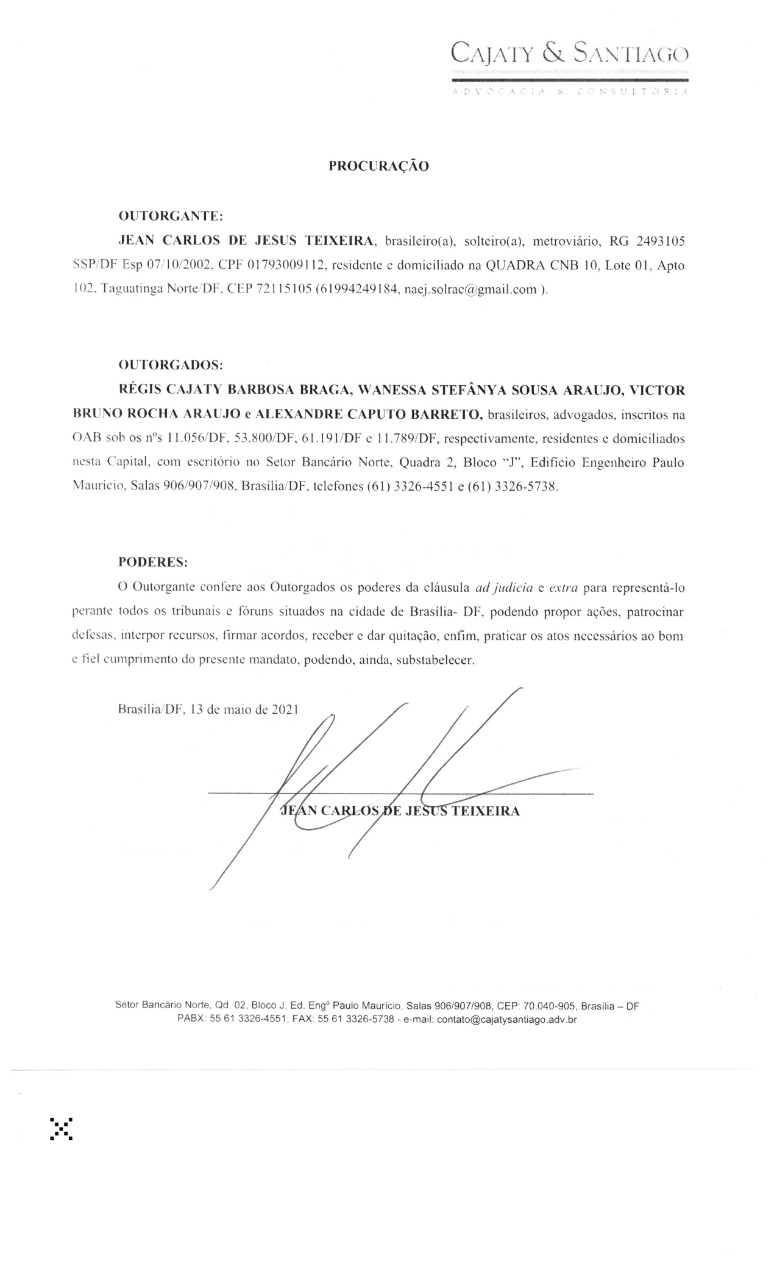 CAJATY & SANTIAGO
ADVOCACIA & CONSULTORIA
PROCURAÇÃO
OUTORGANTE:
JEAN CARLOS DE JESUS TEIXEIRA, brasileiro(a), solteiro(a), metroviário, RG 2493105
SSP/DF Esp 07/10/2002, CPF 01793009112, residente e domiciliado na QUADRA CNB 10, Lote 01, Apto
102, Taguatinga Norte/DF, CEP 72115105 (61994249184, naej.solrac@gmail.com ).
OUTORGADOS:
RÉGIS CAJATY BARBOSA BRAGA, WANESSA STEFÂNYA SOUSA ARAUJO, VICTOR
BRUNO ROCHA ARAUJO e ALEXANDRE CAPUTO BARRETO, brasileiros, advogados, inscritos na
OAB sob os nºs 11.056/DF, 53.800/DF, 61.191/DF e 11.789/DF, respectivamente, residentes e domiciliados
nesta Capital, com escritório no Setor Bancário Norte, Quadra 2, Bloco “J”, Edifício Engenheiro Paulo
Maurício, Salas 906/907/908, Brasília/DF, telefones (61) 3326-4551 e (61) 3326-5738.
PODERES:
O Outorgante confere aos Outorgados os poderes da cláusula ad judicia e extra para representá-lo
perante todos os tribunais e fóruns situados na cidade de Brasília- DF, podendo propor ações, patrocinar
defesas, interpor recursos, firmar acordos, receber e dar quitação, enfim, praticar os atos necessários ao bom
e fiel cumprimento do presente mandato, podendo, ainda, substabelecer.
Brasília/DF, 13 de maio de 2021
JEAN CARLOS DE JESUS TEIXEIRA
Setor Bancário Norte, Qd. 02, Bloco J, Ed. Engº Paulo Maurício, Salas 906/907/908, CEP: 70.040-905, Brasília – DF
PABX: 55 61 3326-4551; FAX: 55 61 3326-5738 - e-mail: contato@cajatysantiago.adv.br